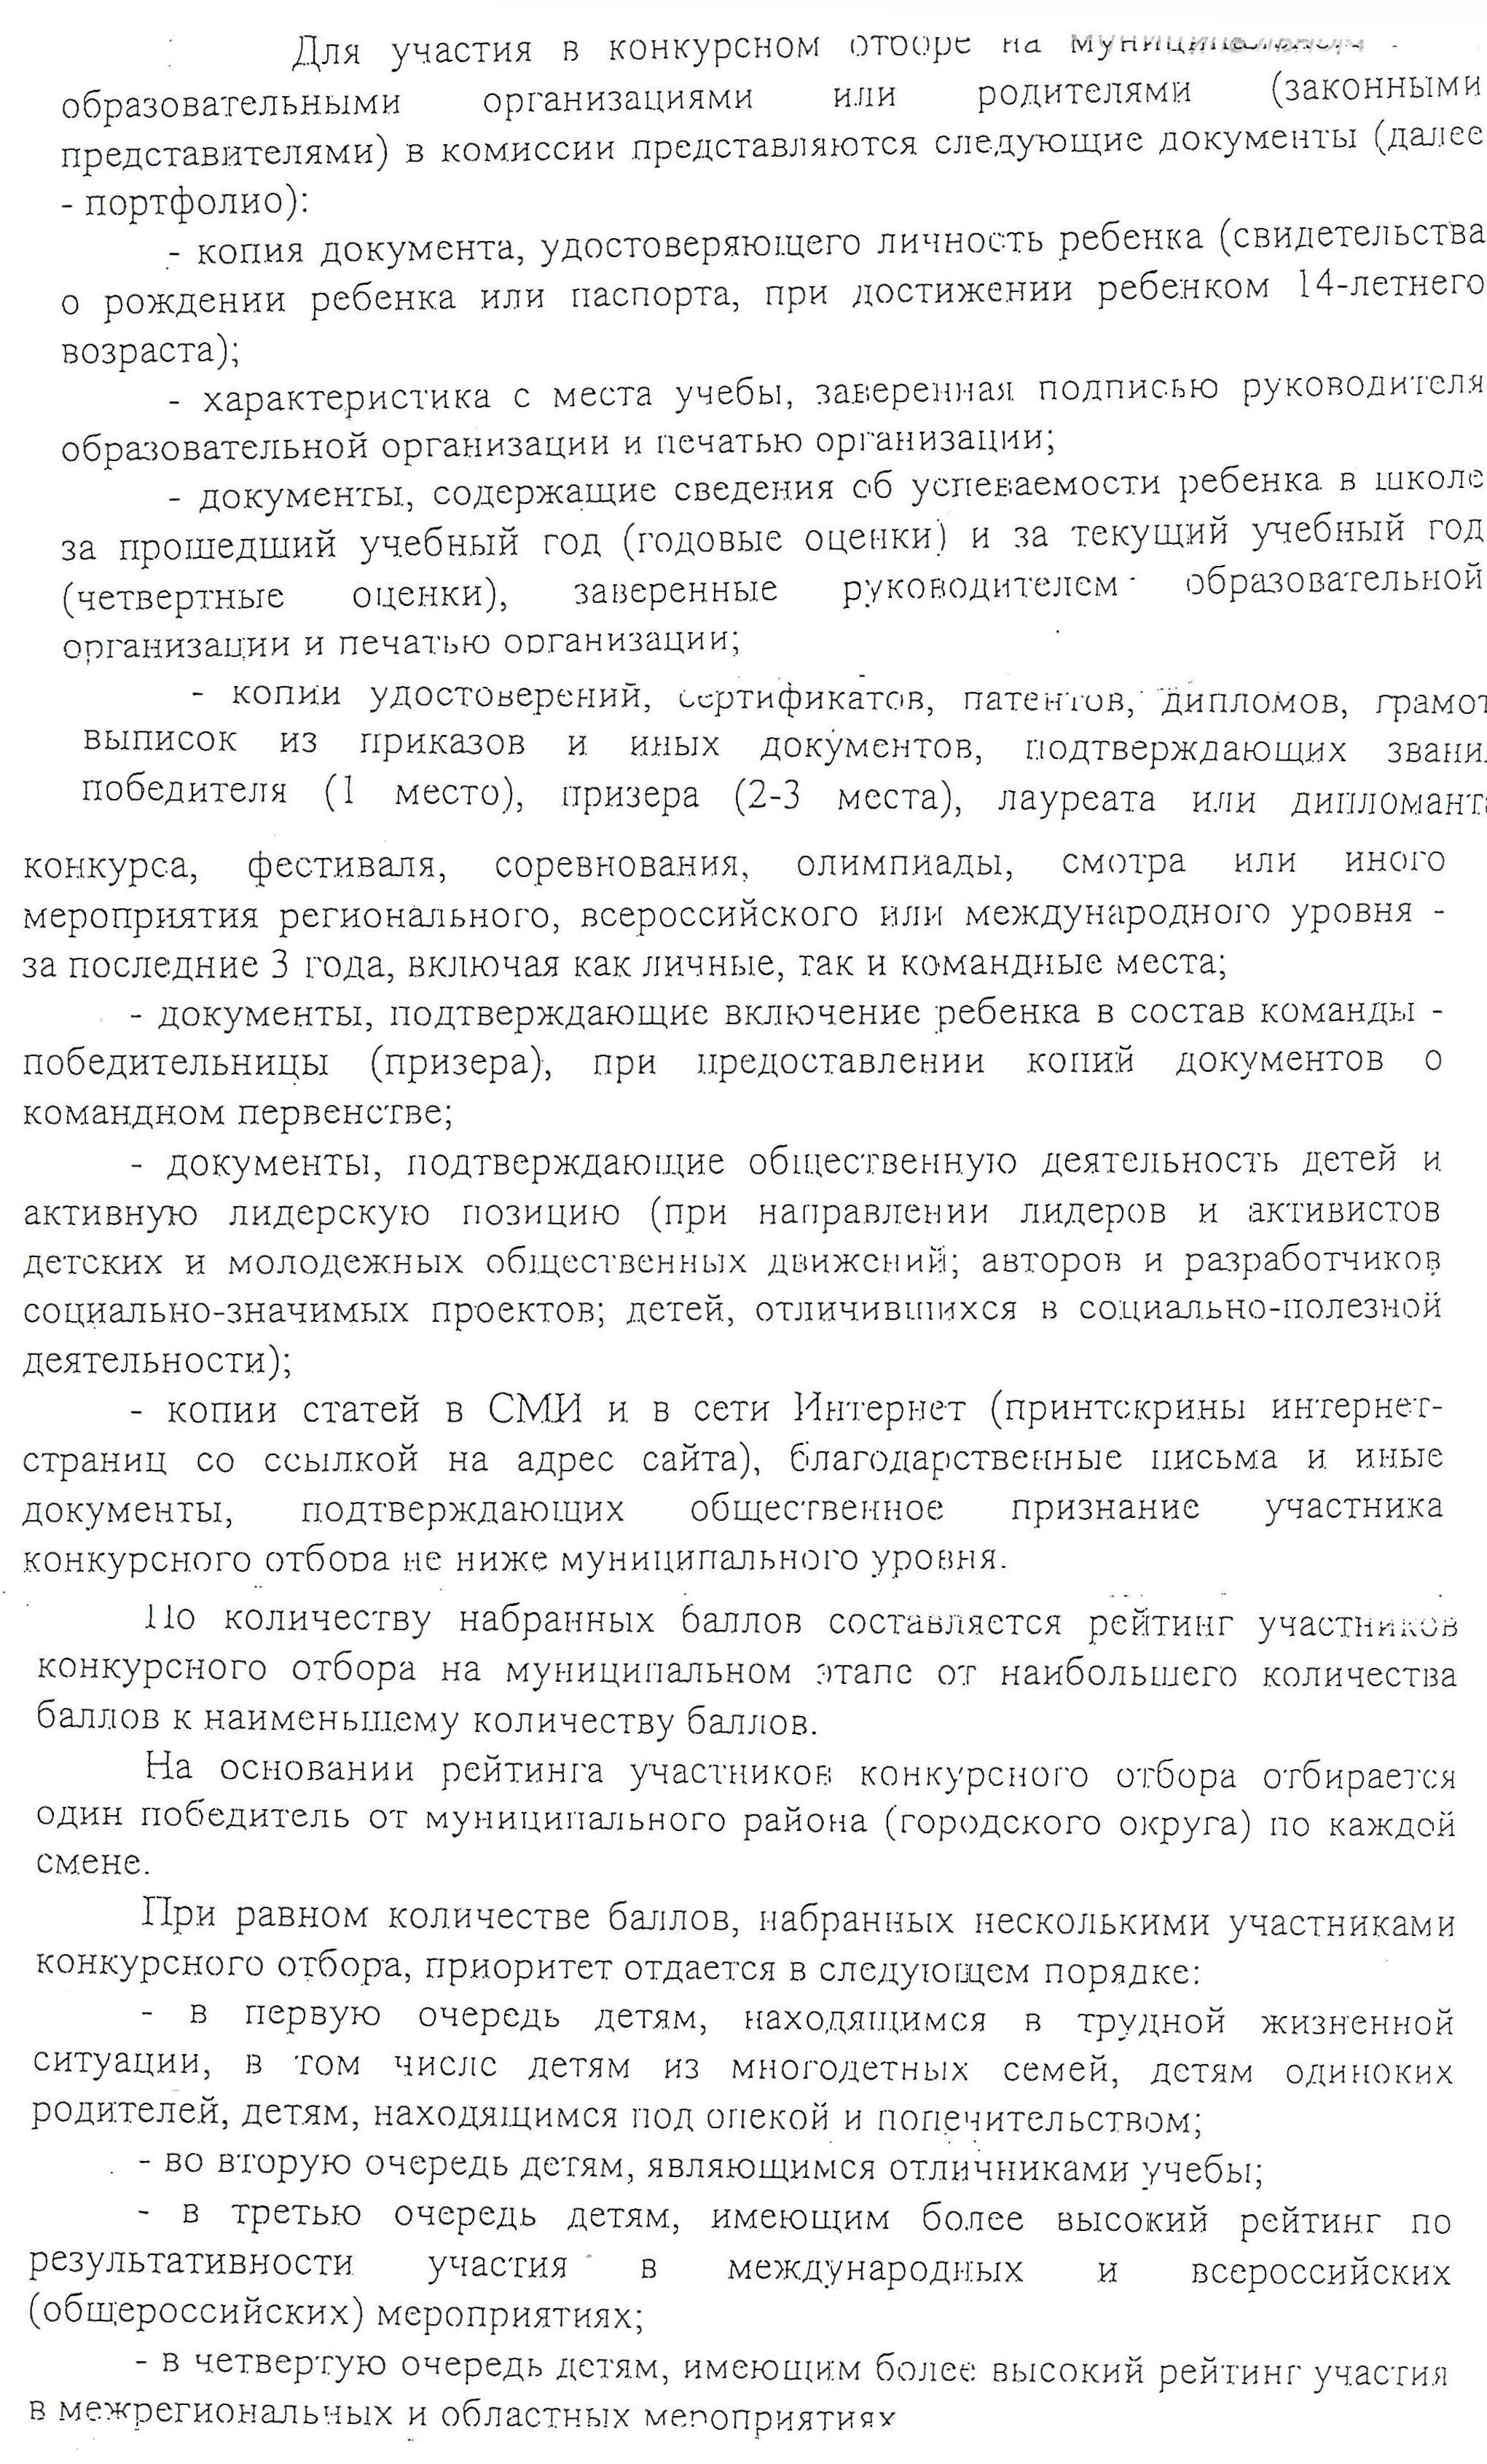 Для участия в конкурсном отборе на муниципальном
образовательными организациями или родителями (законными
представителями) в комиссии представляются следующие документы (далее
- портфолио):
- копия документа, удостоверяющего личность ребенка (свидетельства
о рождении ребенка или паспорта, при достижении ребенком 14-летнего
возраста);
- характеристика с места учебы, заверенная подписью руководителя
образовательной организации и печатью организации;
- документы, содержащие сведения об успеваемости ребенка в школе
за прошедший учебный год (годовые оценки) и за текущий учебный год
(четвертные оценки), заверенные руководителем образовательной
организации и печатью организации;
- копии удостоверений, сертификатов, патентов, дипломов, грамот
выписок из приказов и иных документов, подтверждающих звани
победителя (1 место), призера (2-3 места), лауреата или дипломанта
конкурса, фестиваля, соревнования, олимпиады, смотра или иного
мероприятия регионального, всероссийского или международного уровня -
за последние 3 года, включая как личные, так и командные места;
- документы, подтверждающие включение ребенка в состав команды -
победительницы (призера), при предоставлении копий документов о
командном первенстве;
- документы, подтверждающие общественную деятельность детей и
активную лидерскую позицию (при направлении лидеров и активистов
детских и молодежных общественных движений; авторов и разработчиков
социально-значимых проектов; детей, отличившихся в социально-полезной
деятельности);
- копии статей в СМИ и в сети Интернет (принтскрины интернет-
страниц со ссылкой на адрес сайта), благодарственные письма и иные
документы, подтверждающих общественное признание участника
конкурсного отбора не ниже муниципального уровня.
По количеству набранных баллов составляется рейтинг участников
конкурсного отбора на муниципальном этапе от наибольшего количества
баллов к наименьшему количеству баллов.
На основании рейтинга участников конкурсного отбора отбирается
один победитель от муниципального района (городского округа) по каждой
смене.
При равном количестве баллов, набранных несколькими участниками
конкурсного отбора, приоритет отдается в следующем порядке:
- в первую очередь детям, находящимся в трудной жизненной
ситуации, в том числе детям из многодетных семей, детям одиноких
родителей, детям, находящимся под опекой и попечительством;
- во вторую очередь детям, являющимся отличниками учебы;
- в третью очередь детям, имеющим более высокий рейтинг по
результативности участия в международных и всероссийских
(общероссийских) мероприятиях;
- в четвертую очередь детям, имеющим более высокий рейтинг участия
в межрегиональных и областных мероприятиях